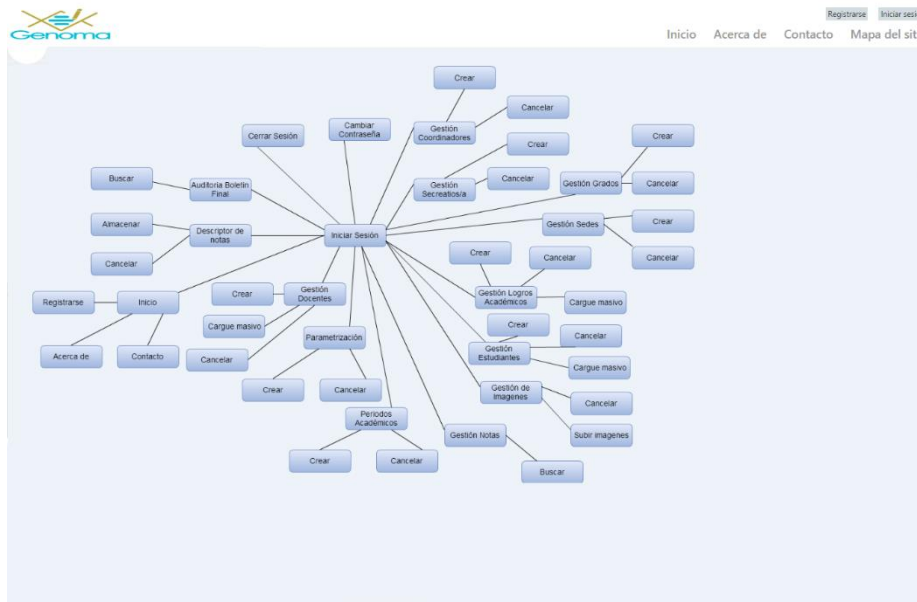 Genoma
Registrarse Iniciar sesi
Inicio Acerca de Contacto Mapa del sit
Crear
Cancelar
Cerrar Sesión
Cambiar
Contraseña
Gestión
Coordinadores
Crear
Crear
Buscar
Auditoria Boletin
Final
Gestión
Secreatios/a
Cancelar
Gestión Grados
Cancelar
Almacenar
Descriptor de
notas
Iniciar Sesión
Gestión Sedes
Crear
Cancelar
Crear
Cancelar
Cancelar
Registrarse
Inicio
Crear
Gestión
Docentes
Gestión Logros
Académicos
Cargue masivo
Cargue masivo
Crear
Parametrización
Cancelar
Acerca de
Contacto
Cancelar
Gestión
Estudiantes
Cargue masivo
Crear
Cancelar
Gestión de
Imagenes
Cancelar
Periodos
Académicos
Gestión Notas
Subir imagenes
Crear
Cancelar
Buscar